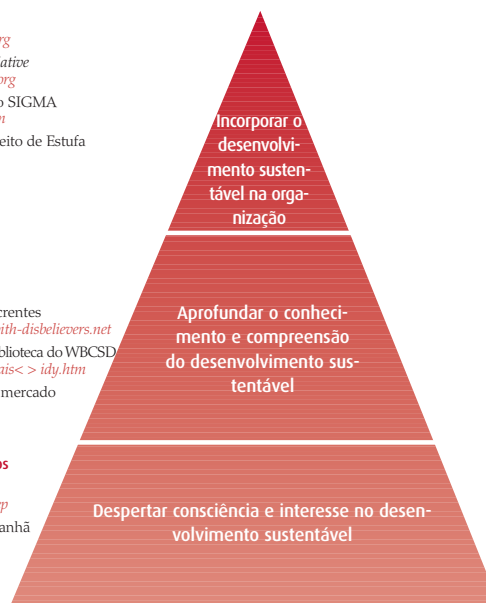 rg
ative
org
o SIGMA
n
eito de Estufa
Incorporar o
desenvolvi-
mento susten-
tável na orga-
nização
crentes
ith-disbelievers.net
blioteca do WBCSD
ais< > idy.htm
mercado
Aprofundar o conheci-
mento e compreensão
do desenvolvimento sus-
tentável
os
rp
anhã
Despertar consciência e interesse no desen-
volvimento sustentável